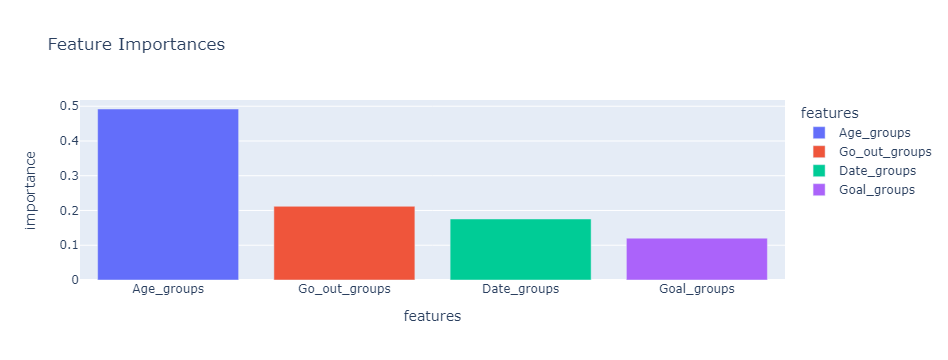 Feature Importances
importance
0.5
0.4
0.3
0.2
0.1
0
Age_groups
Go_out_groups
Date_groups
Goal_groups
features
features
Age_groups
Go_out_groups
Date_groups
Goal_groups